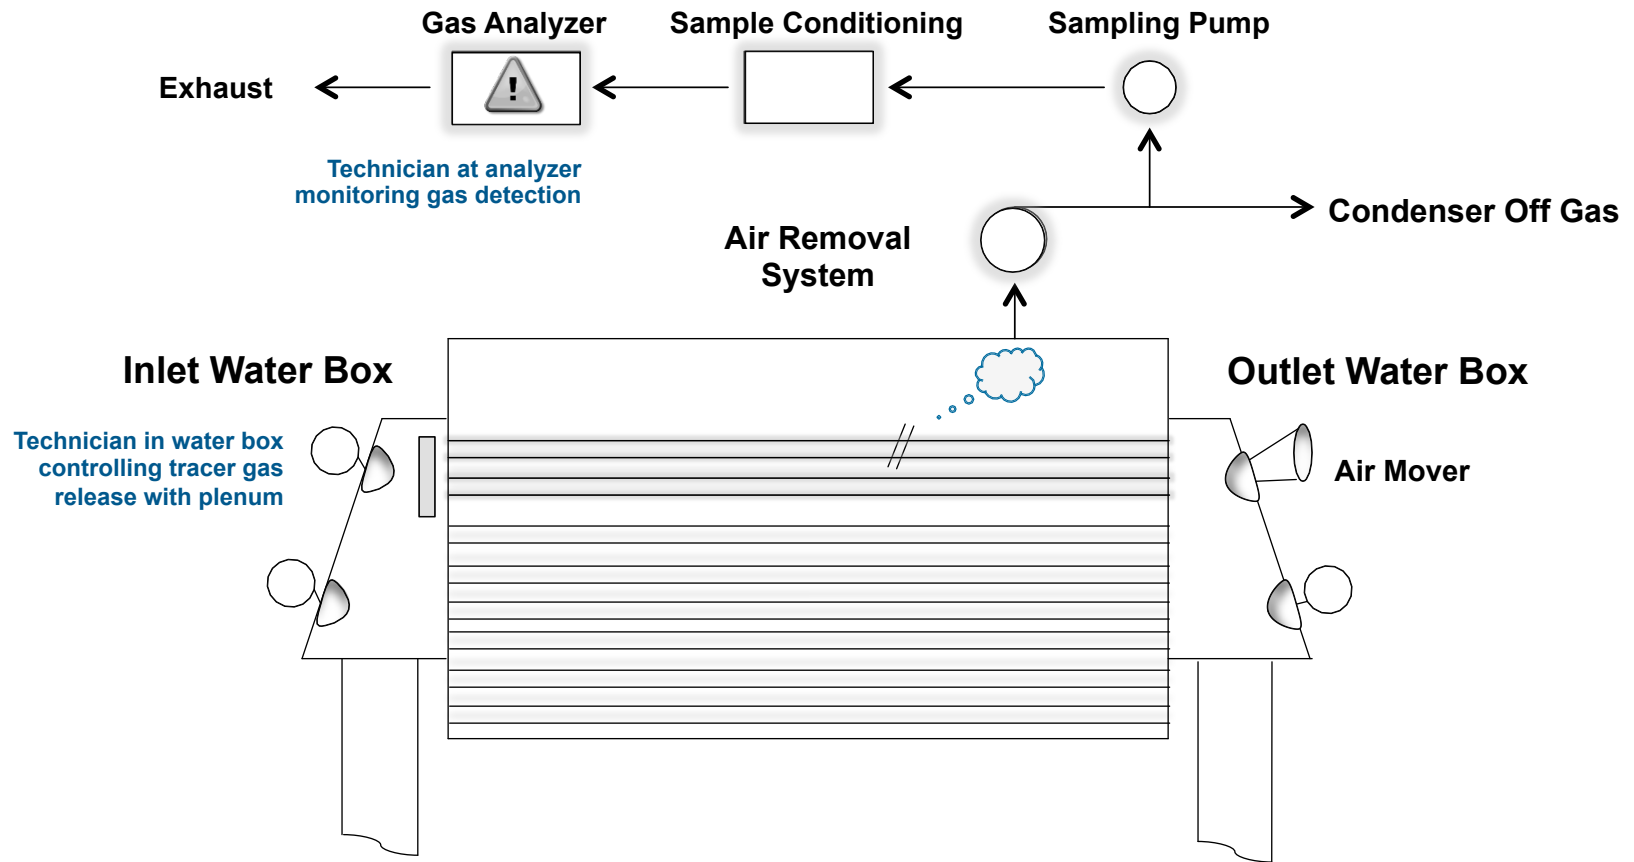 Gas Analyzer
Sample Conditioning
Sampling Pump
Exhaust
!
Technician at analyzer
monitoring gas detection
Condenser Off Gas
Air Removal
System
Inlet Water Box
Outlet Water Box
Technician in water box
controlling tracer gas
release with plenum
Air Mover